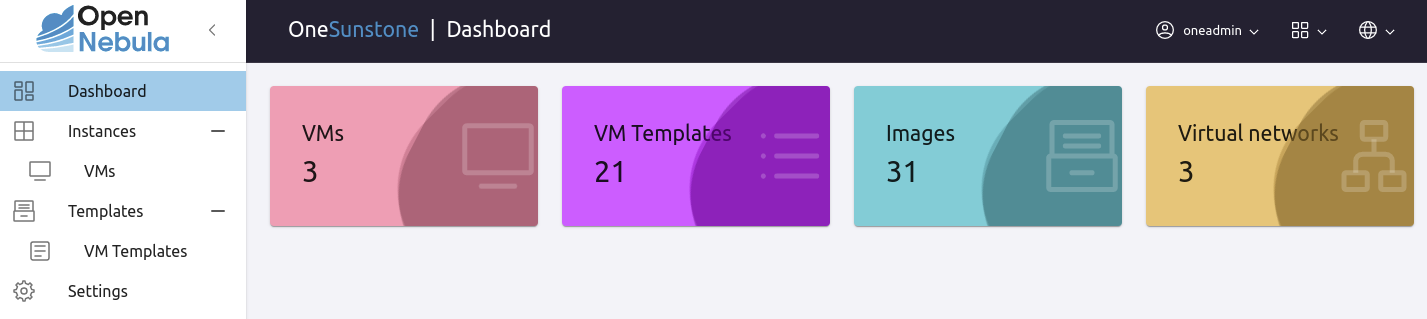 Open
Nebula
OneSunstone | Dashboard
oneadmin
Dashboard
Instances
VMs
Templates
VM Templates
Settings
VMs
3
VM Templates
21
Images
31
Virtual networks
3